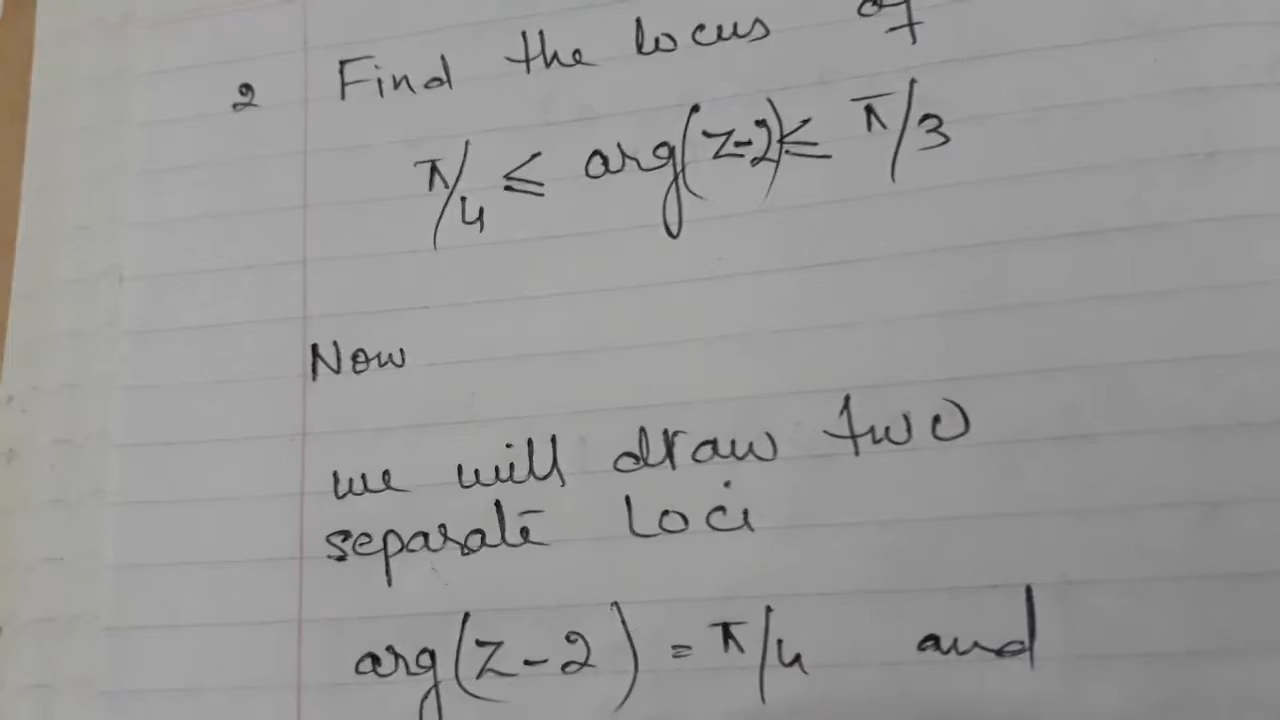 2 Find the locus of
π/4 ≤ arg(z-2) ≤ π/3
Now
we will draw two
separate loci
arg(z-2) = π/4 and